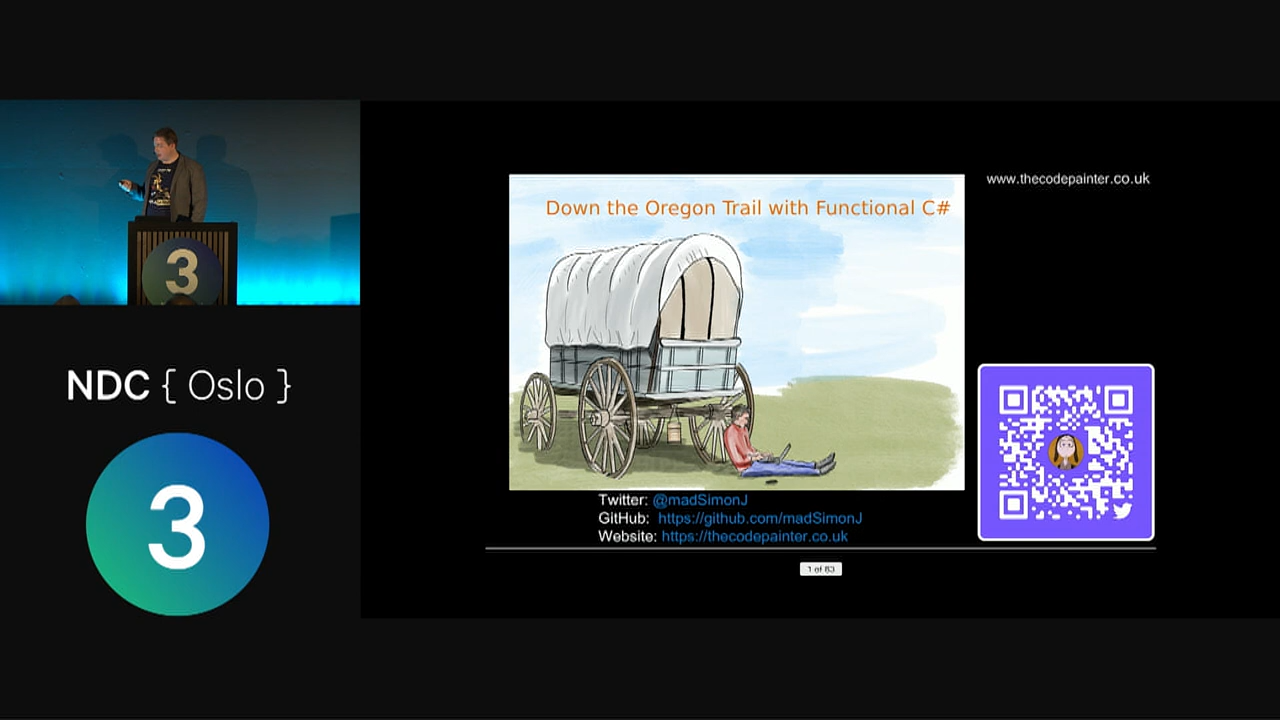 3
NDC { Oslo }
3
www.thecodepainter.co.uk
Down the Oregon Trail with Functional C#
Twitter: @madSimonJ
GitHub: https://github.com/madSimonJ
Website: https://thecodepainter.co.uk
1 of 83